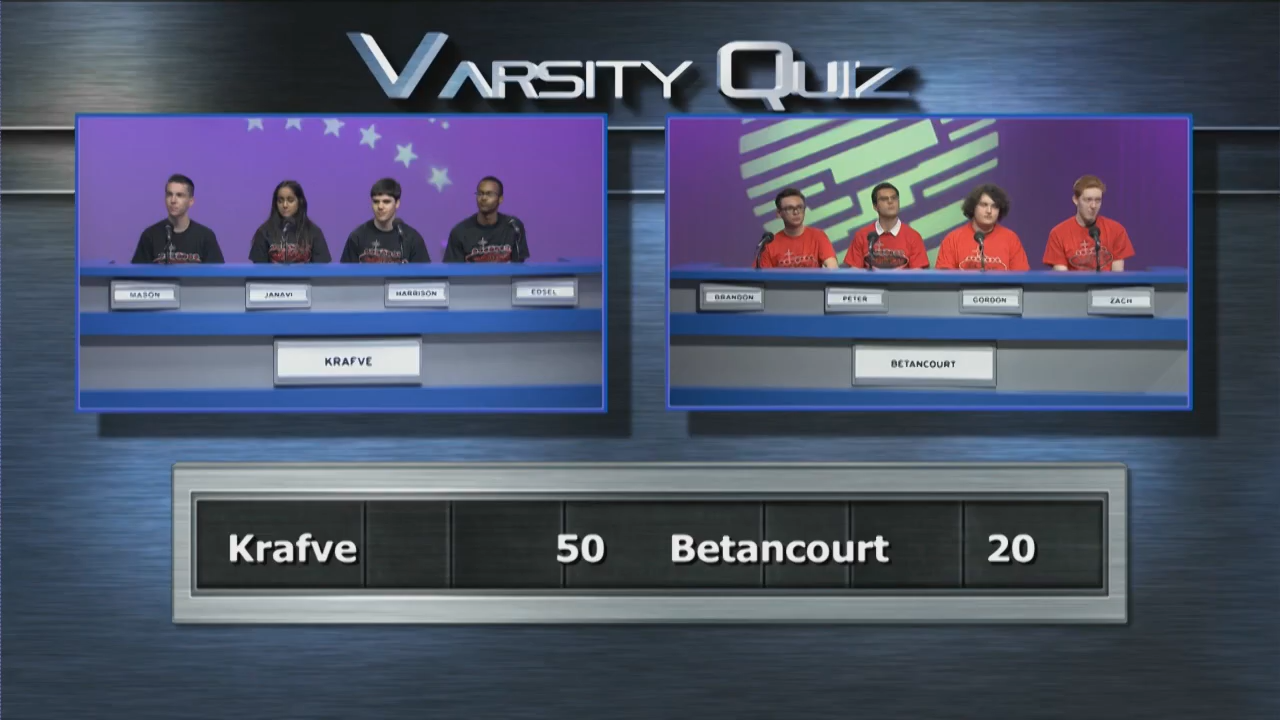 VARSITY QUIZ
MASON
JANAVI
HARRISON
EDSEL
KRAFVE
BRANDON
PETER
GORDON
ZACH
BETANCOURT
Krafve 50 Betancourt 20